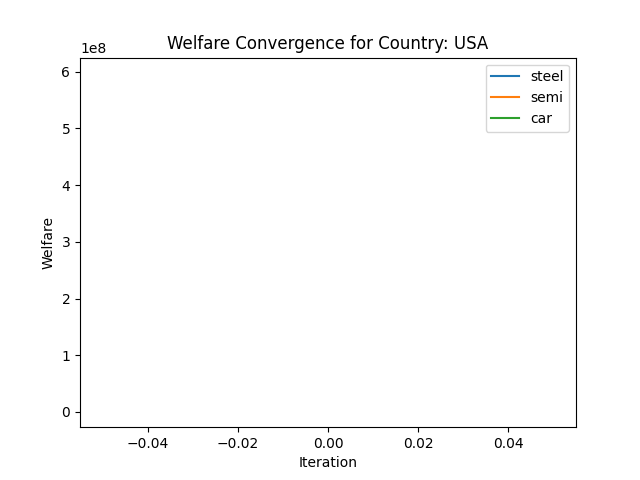 Welfare Convergence for Country: USA
1e8
6
5
4
3
2
1
0
Welfare
steel
semi
car
−0.04
−0.02
0.00
0.02
0.04
Iteration